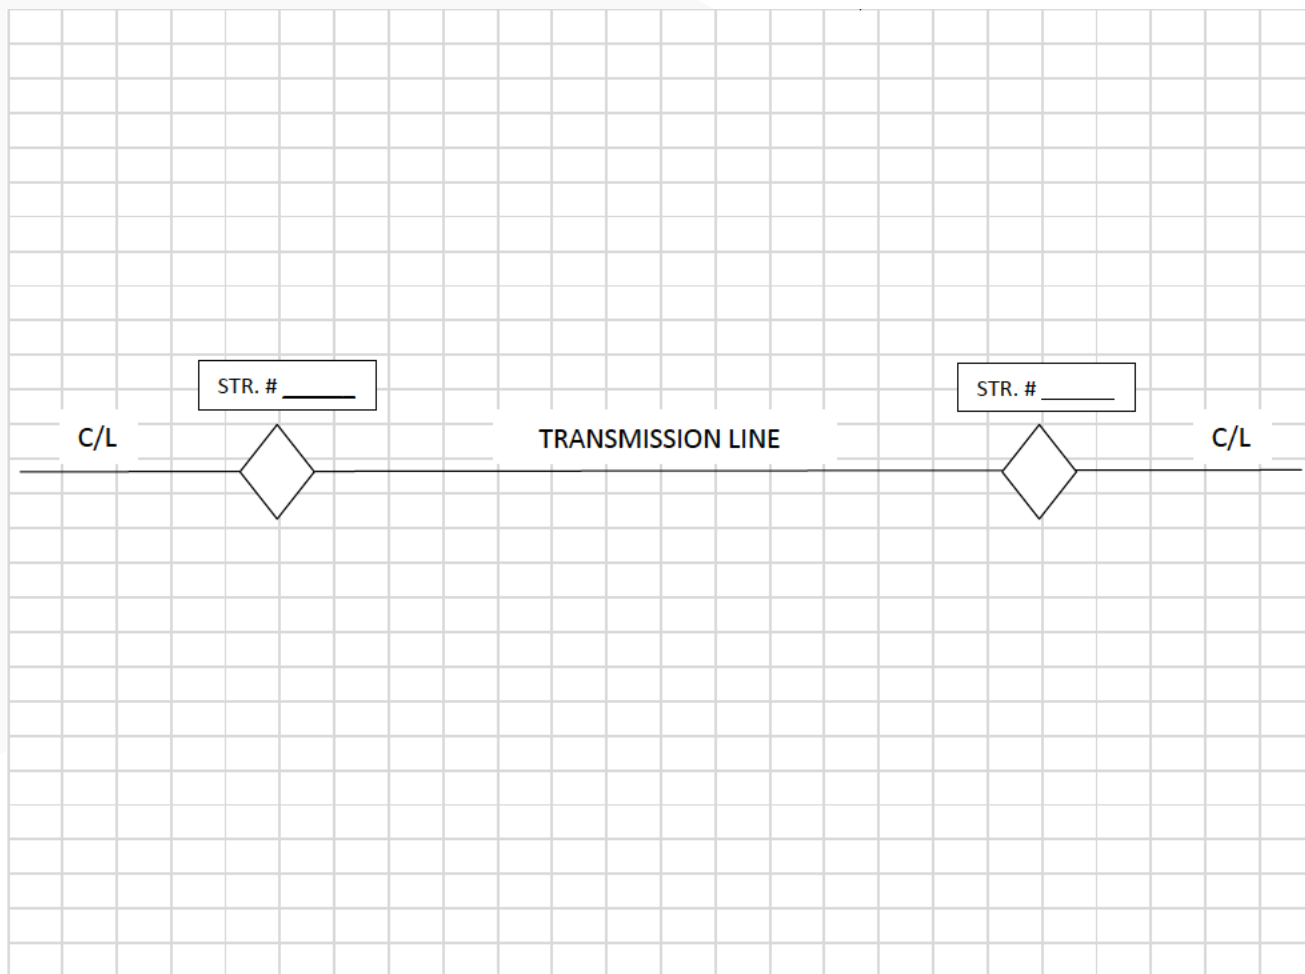 STR. # ______
STR. # ______
C/L
TRANSMISSION LINE
C/L